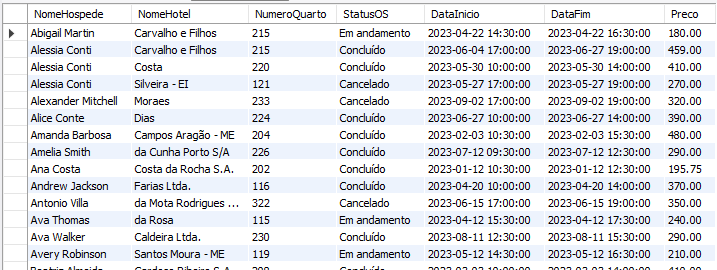 NomeHospede NomeHotel NumeroQuarto StatusOS DataInicio DataFim Preco
Abigail Martin Carvalho e Filhos 215 Em andamento 2023-04-22 14:30:00 2023-04-22 16:30:00 180.00
Alessia Conti Carvalho e Filhos 215 Concluído 2023-06-04 17:00:00 2023-06-27 19:00:00 459.00
Alessia Conti Costa 220 Concluído 2023-05-30 10:00:00 2023-05-30 14:00:00 410.00
Alessia Conti Silveira - EI 121 Cancelado 2023-05-27 17:00:00 2023-05-27 19:00:00 270.00
Alexander Mitchell Moraes 233 Cancelado 2023-09-02 17:00:00 2023-09-02 19:00:00 320.00
Alice Conte Dias 224 Concluído 2023-06-27 10:00:00 2023-06-27 14:00:00 390.00
Amanda Barbosa Campos Aragão - ME 204 Concluído 2023-02-03 10:30:00 2023-02-03 15:30:00 480.00
Amelia Smith da Cunha Porto S/A 226 Concluído 2023-07-12 09:30:00 2023-07-12 12:30:00 290.00
Ana Costa Costa da Rocha S.A. 202 Concluído 2023-01-12 10:30:00 2023-01-12 12:30:00 195.75
Andrew Jackson Farias Ltda. 116 Concluído 2023-04-20 10:00:00 2023-04-20 14:00:00 370.00
Antonio Villa da Mota Rodrigues ... 322 Cancelado 2023-06-15 17:00:00 2023-06-15 19:00:00 350.00
Ava Thomas da Rosa 115 Em andamento 2023-04-12 15:30:00 2023-04-12 17:30:00 240.00
Ava Walker Caldeira Ltda. 230 Concluído 2023-08-11 12:30:00 2023-08-11 15:30:00 290.00
Avery Robinson Santos Moura - ME 119 Em andamento 2023-05-12 14:30:00 2023-05-12 16:30:00 210.00